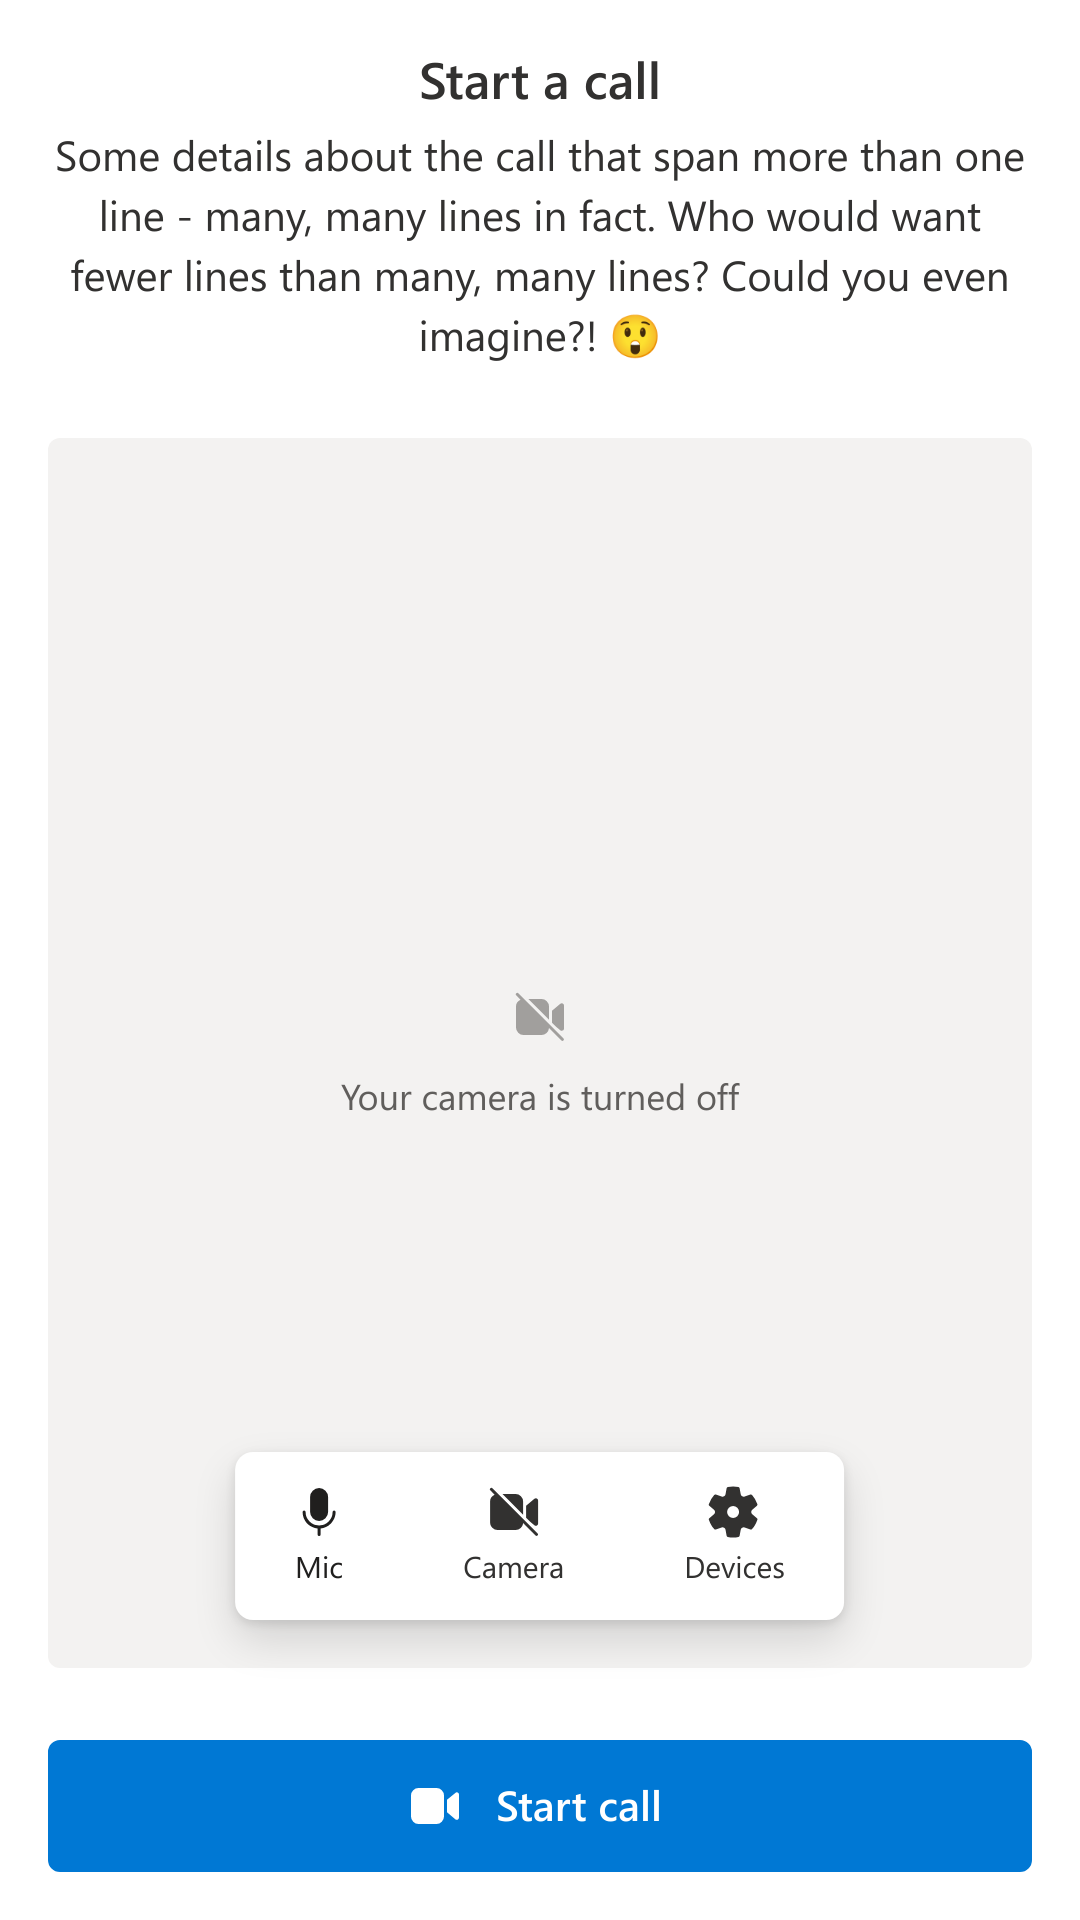 Start a call
Some details about the call that span more than one
line - many, many lines in fact. Who would want
fewer lines than many, many lines? Could you even
imagine?! 😲
Your camera is turned off
Mic
Camera
Devices
Start call